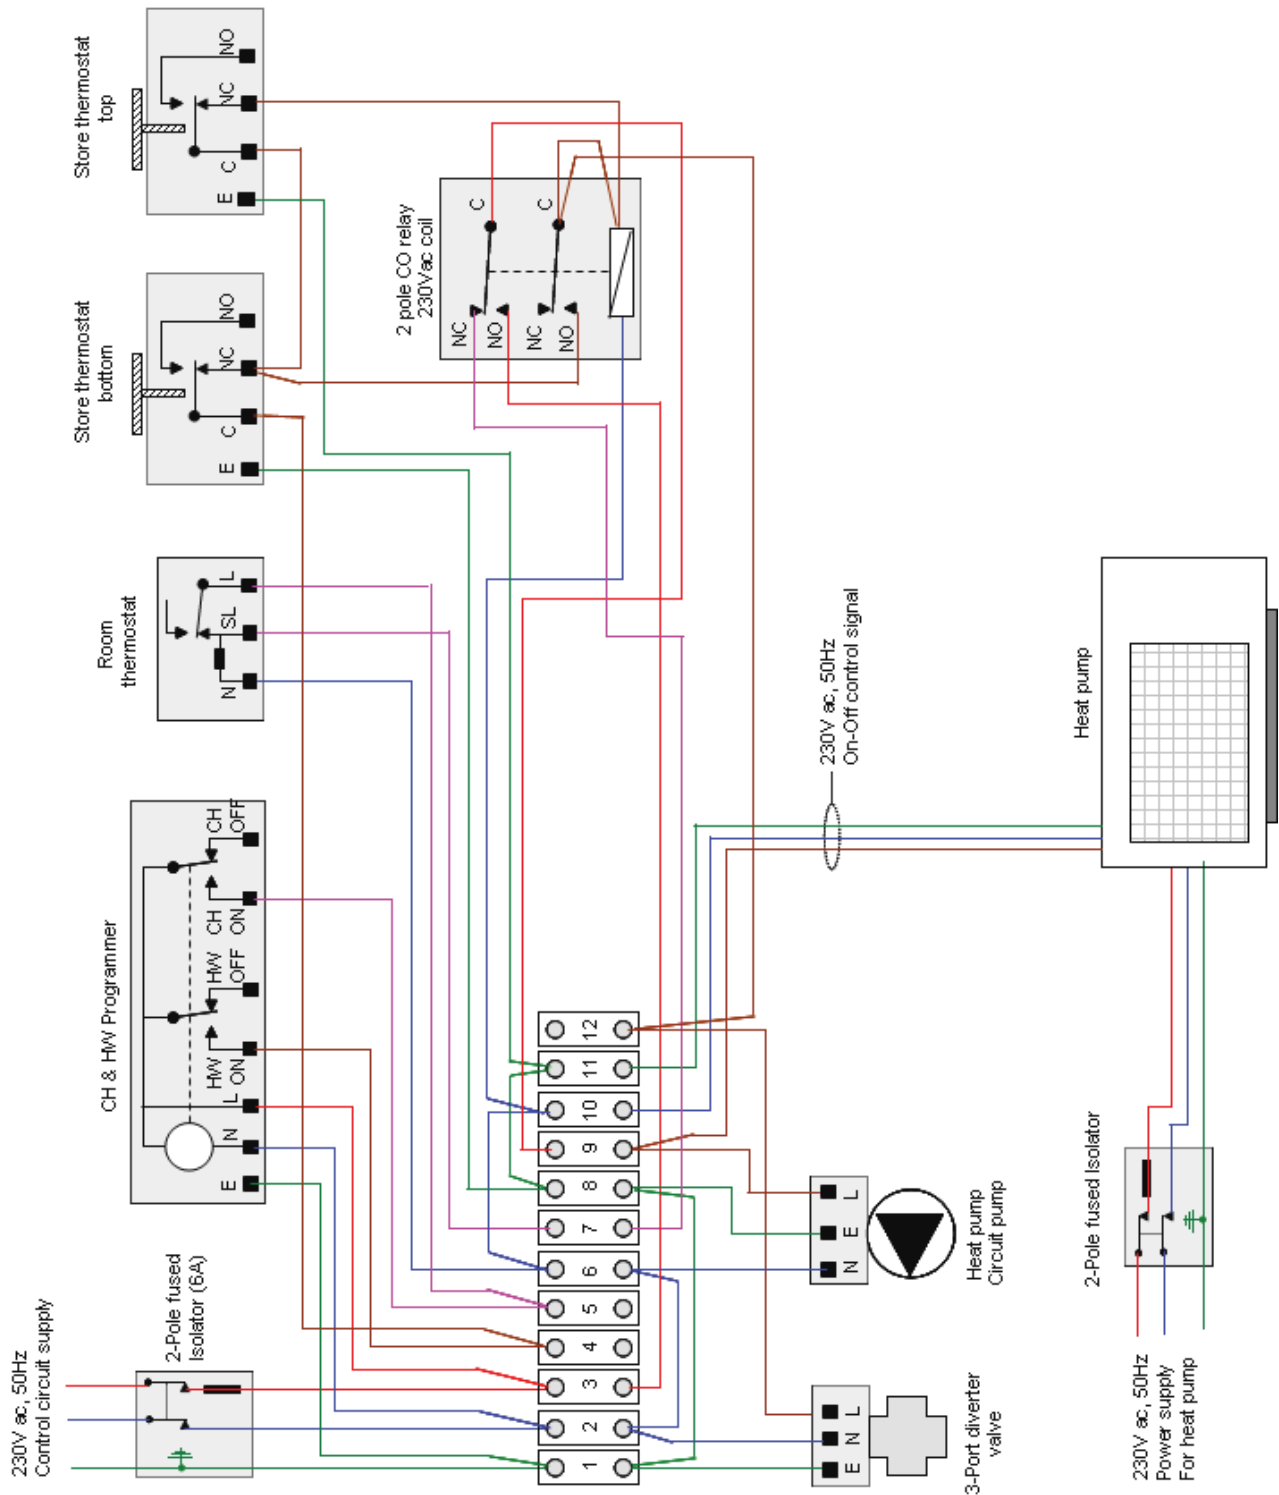 230V ac, 50Hz
Control circuit supply
2-Pole fused
Isolator (6A)
CH & HW Programmer
E
N
L
HW
ON
HW
OFF
CH
ON
CH
OFF
Room
thermostat
N
SL
L
Store thermostat
bottom
E
C
NC
NO
Store thermostat
top
E
C
NC
NO
2 pole CO relay
230Vac coil
NC
NO
NC
NO
C
C
1
2
3
4
5
6
7
8
9
10
11
12
230V ac, 50Hz
On-Off control signal
3-Port diverter
valve
E
N
L
Heat pump
Circuit pump
N
E
L
Heat pump
2-Pole fused Isolator
230V ac, 50Hz
Power supply
For heat pump